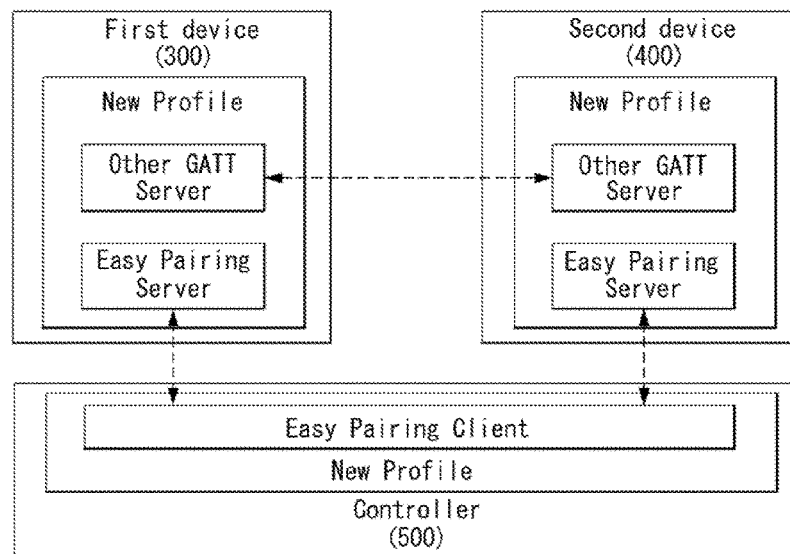 First device
(300)
New Profile
Other GATT
Server
Easy Pairing
Server
Second device
(400)
New Profile
Other GATT
Server
Easy Pairing
Server
Easy Pairing Client
New Profile
Controller
(500)